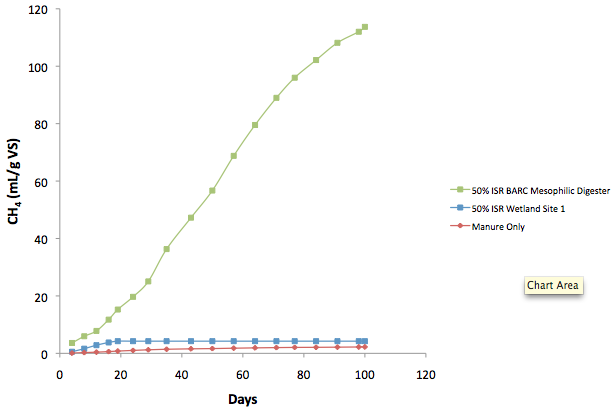 120
100
80
60
40
20
0
CH₄ (mL/g VS)
0 20 40 60 80 100 120
Days
50% ISR BARC Mesophilic Digester
50% ISR Wetland Site 1
Manure Only
Chart Area